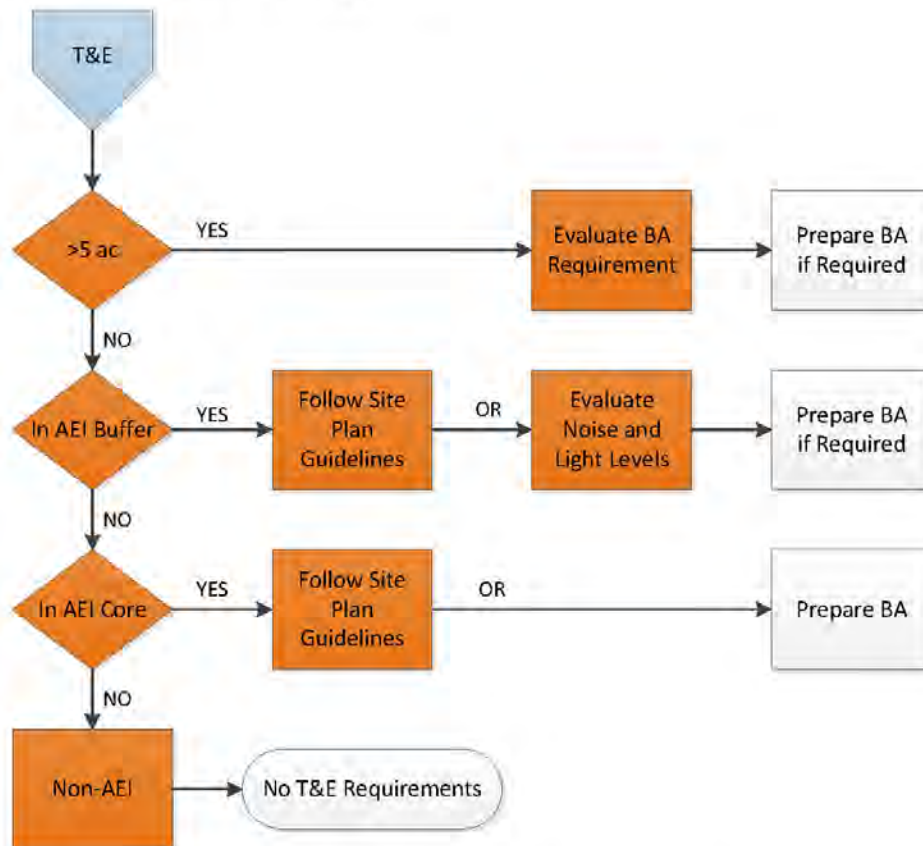 T&E
>5 ac
YES
Evaluate BA
Requirement
Prepare BA
if Required
NO
In AEI Buffer
YES
Follow Site
Plan
Guidelines
OR
Evaluate
Noise and
Light Levels
Prepare BA
if Required
NO
In AEI Core
YES
Follow Site
Plan
Guidelines
OR
Prepare BA
NO
Non-AEI
No T&E Requirements